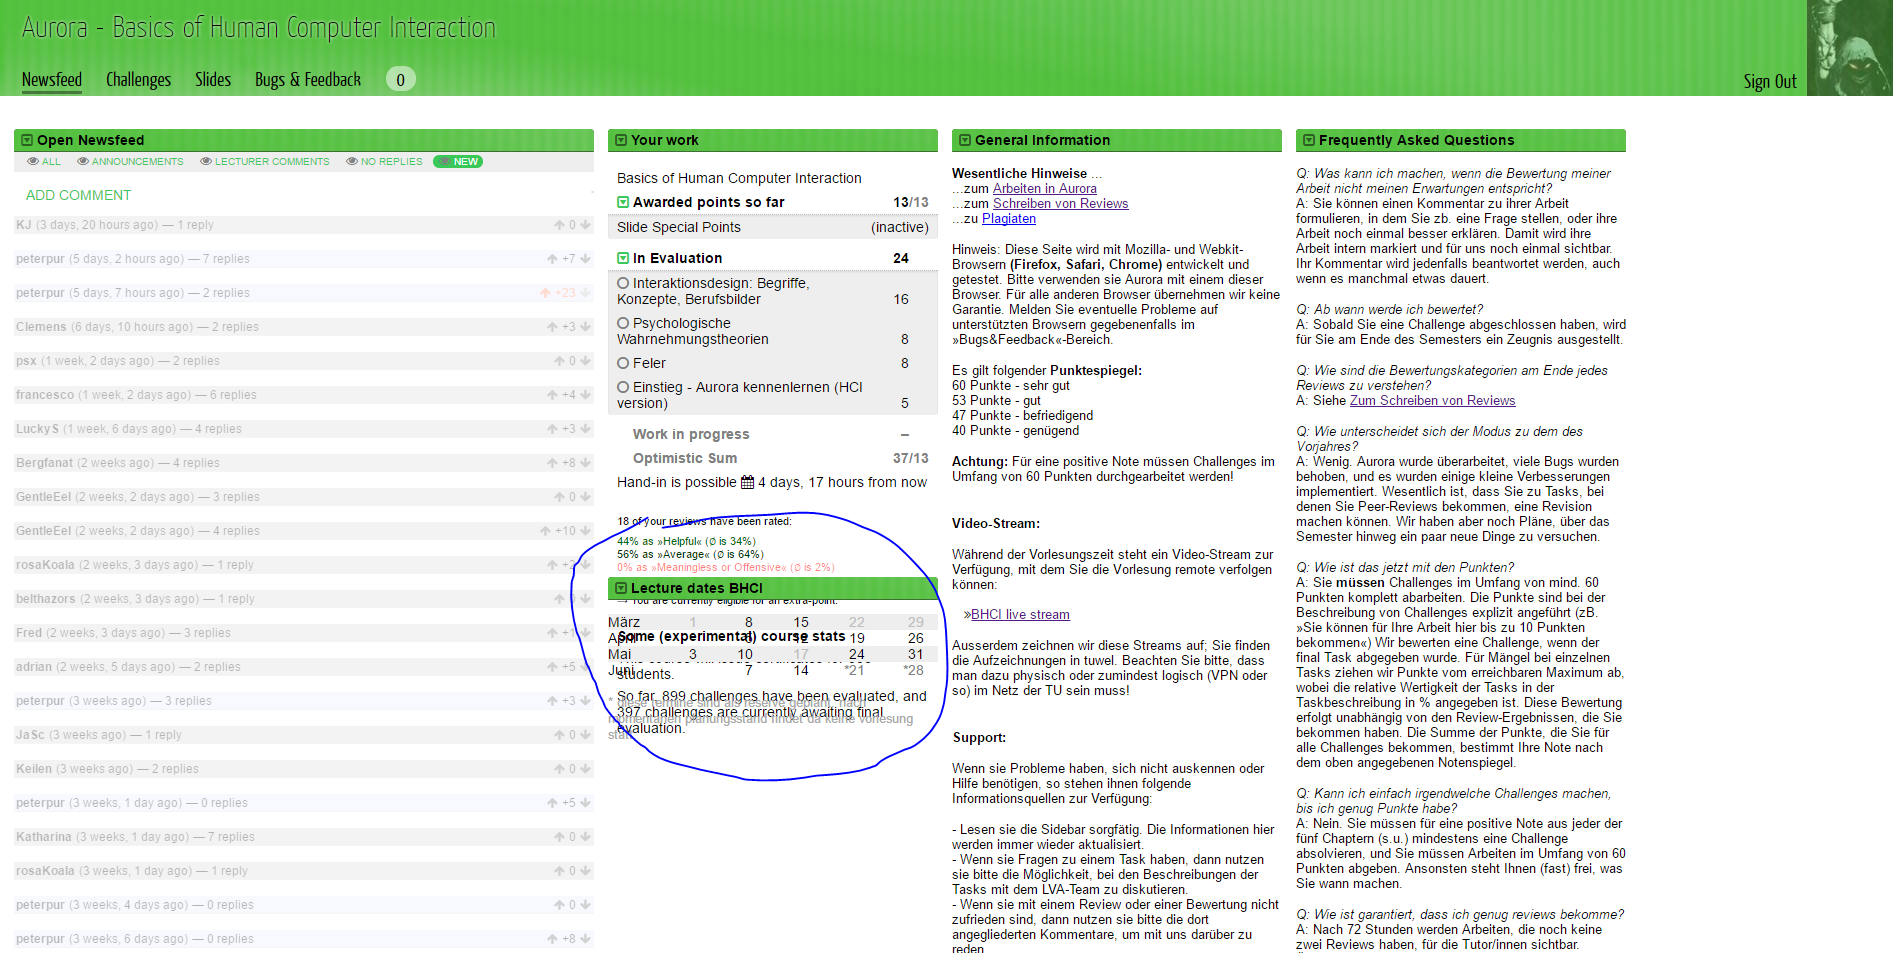 Aurora - Basics of Human Computer Interaction
Newsfeed Challenges Slides Bugs & Feedback 0
Sign Out
Open Newsfeed
ALL ANNOUNCEMENTS LECTURER COMMENTS NO REPLIES NEW
ADD COMMENT
KJ (3 days, 20 hours ago) — 1 reply 0
peterpur (5 days, 2 hours ago) — 7 replies +7
peterpur (5 days, 7 hours ago) — 2 replies +23
Clemens (6 days, 10 hours ago) — 2 replies +3
psx (1 week, 2 days ago) — 2 replies 0
francesco (1 week, 2 days ago) — 6 replies +4
LuckyS (1 week, 6 days ago) — 4 replies +3
Bergfanat (2 weeks ago) — 4 replies +8
GentleEel (2 weeks, 2 days ago) — 3 replies 0
GentleEel (2 weeks, 2 days ago) — 4 replies +10
rosaKoala (2 weeks, 3 days ago) — 1 reply +2
belthazors (2 weeks, 3 days ago) — 1 reply
Fred (2 weeks, 3 days ago) — 3 replies +1
adrian (2 weeks, 5 days ago) — 2 replies +5
peterpur (3 weeks ago) — 3 replies +3
JaSc (3 weeks ago) — 1 reply 0
Keilen (3 weeks ago) — 2 replies 0
peterpur (3 weeks, 1 day ago) — 0 replies +5
Katharina (3 weeks, 1 day ago) — 7 replies 0
rosaKoala (3 weeks, 1 day ago) — 1 reply 0
peterpur (3 weeks, 4 days ago) — 0 replies 0
peterpur (3 weeks, 6 days ago) — 0 replies +8
Your work
Basics of Human Computer Interaction
Awarded points so far 13/13
Slide Special Points (inactive)
In Evaluation 24
Interaktionsdesign: Begriffe,
Konzepte, Berufsbilder 16
Psychologische
Wahrnehmungstheorien 8
Feler 8
Einstieg - Aurora kennenlernen (HCI
version) 5
Work in progress –
Optimistic Sum 37/13
Hand-in is possible 4 days, 17 hours from now
18 of your reviews have been rated:
44% as »Helpful« (∅ is 34%)
56% as »Average« (∅ is 64%)
0% as »Meaningless or Offensive« (∅ is 2%)
Lecture dates BHCI
→ You are currently eligible for an extra-point.
März 1 8 15 22 29
Some (experimental) course stats
April 12 19 26
Mai 3 10 17 24 31
Juni 7 14 *21 *28
students.
So far, 899 challenges have been evaluated, and
* diese termine sind als reserve geplant, nach
397 challenges are currently awaiting final
momentanen planungsstand findet da keine vorlesung
evaluation.
General Information
Wesentliche Hinweise ...
...zum Arbeiten in Aurora
...zum Schreiben von Reviews
...zu Plagiaten
Hinweis: Diese Seite wird mit Mozilla- und Webkit-
Browsern (Firefox, Safari, Chrome) entwickelt und
getestet. Bitte verwenden sie Aurora mit einem dieser
Browser. Für alle anderen Browser übernehmen wir keine
Garantie. Melden Sie eventuelle Probleme auf
unterstützten Browsern gegebenenfalls im
»Bugs&Feedback«-Bereich.
Es gilt folgender Punktespiegel:
60 Punkte - sehr gut
53 Punkte - gut
47 Punkte - befriedigend
40 Punkte - genügend
Achtung: Für eine positive Note müssen Challenges im
Umfang von 60 Punkten durchgearbeitet werden!
Video-Stream:
Während der Vorlesungszeit steht ein Video-Stream zur
Verfügung, mit dem Sie die Vorlesung remote verfolgen
können:
»BHCI live stream
Ausserdem zeichnen wir diese Streams auf; Sie finden
die Aufzeichnungen in tuwel. Beachten Sie bitte, dass
man dazu physisch oder zumindest logisch (VPN oder
so) im Netz der TU sein muss!
Support:
Wenn sie Probleme haben, sich nicht auskennen oder
Hilfe benötigen, so stehen ihnen folgende
Informationsquellen zur Verfügung:
- Lesen sie die Sidebar sorgfätig. Die Informationen hier
werden immer wieder aktualisiert.
- Wenn sie Fragen zu einem Task haben, dann nutzen
sie bitte die Möglichkeit, bei den Beschreibungen der
Tasks mit dem LVA-Team zu diskutieren.
- Wenn sie mit einem Review oder einer Bewertung nicht
zufrieden sind, dann nutzen sie bitte die dort
angegliederten Kommentare, um mit uns darüber zu
reden
Frequently Asked Questions
Q: Was kann ich machen, wenn die Bewertung meiner
Arbeit nicht meinen Erwartungen entspricht?
A: Sie können einen Kommentar zu ihrer Arbeit
formulieren, in dem Sie zb. eine Frage stellen, oder ihre
Arbeit noch einmal besser erklären. Damit wird ihre
Arbeit intern markiert und für uns noch einmal sichtbar.
Ihr Kommentar wird jedenfalls beantwortet werden, auch
wenn es manchmal etwas dauert.
Q: Ab wann werde ich bewertet?
A: Sobald Sie eine Challenge abgeschlossen haben, wird
für Sie am Ende des Semesters ein Zeugnis ausgestellt.
Q: Wie sind die Bewertungskategorien am Ende jedes
Reviews zu verstehen?
A: Siehe Zum Schreiben von Reviews
Q: Wie unterscheidet sich der Modus zu dem des
Vorjahres?
A: Wenig. Aurora wurde überarbeitet, viele Bugs wurden
behoben, und es wurden einige kleine Verbesserungen
implementiert. Wesentlich ist, dass Sie zu Tasks, bei
denen Sie Peer-Reviews bekommen, eine Revision
machen können. Wir haben aber noch Pläne, über das
Semester hinweg ein paar neue Dinge zu versuchen.
Q: Wie ist das jetzt mit den Punkten?
A: Sie müssen Challenges im Umfang von mind. 60
Punkten komplett abarbeiten. Die Punkte sind bei der
Beschreibung von Challenges explizit angeführt (zB.
»Sie können für Ihre Arbeit hier bis zu 10 Punkten
bekommen«) Wir bewerten eine Challenge, wenn der
final Task abgegeben wurde. Für Mängel bei einzelnen
Tasks ziehen wir Punkte vom erreichbaren Maximum ab,
wobei die relative Wertigkeit der Tasks in der
Taskbeschreibung in % angegeben ist. Diese Bewertung
erfolgt unabhängig von den Review-Ergebnissen, die Sie
bekommen haben. Die Summe der Punkte, die Sie für
alle Challenges bekommen, bestimmt Ihre Note nach
dem oben angegebenen Notenspiegel.
Q: Kann ich einfach irgendwelche Challenges machen,
bis ich genug Punkte habe?
A: Nein. Sie müssen für eine positive Note aus jeder der
fünf Chaptern (s.u.) mindestens eine Challenge
absolvieren, und Sie müssen Arbeiten im Umfang von 60
Punkten abgeben. Ansonsten steht Ihnen (fast) frei, was
Sie wann machen.
Q: Wie ist garantiert, dass ich genug reviews bekomme?
A: Nach 72 Stunden werden Arbeiten, die noch keine
zwei Reviews haben, für die Tutor/innen sichtbar.